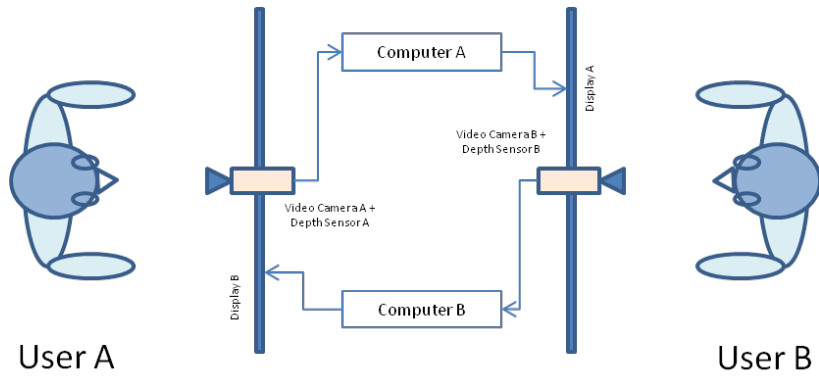 Computer A
Display A
Video Camera B +
Depth Sensor B
Video Camera A +
Depth Sensor A
Display B
Computer B
User A
User B